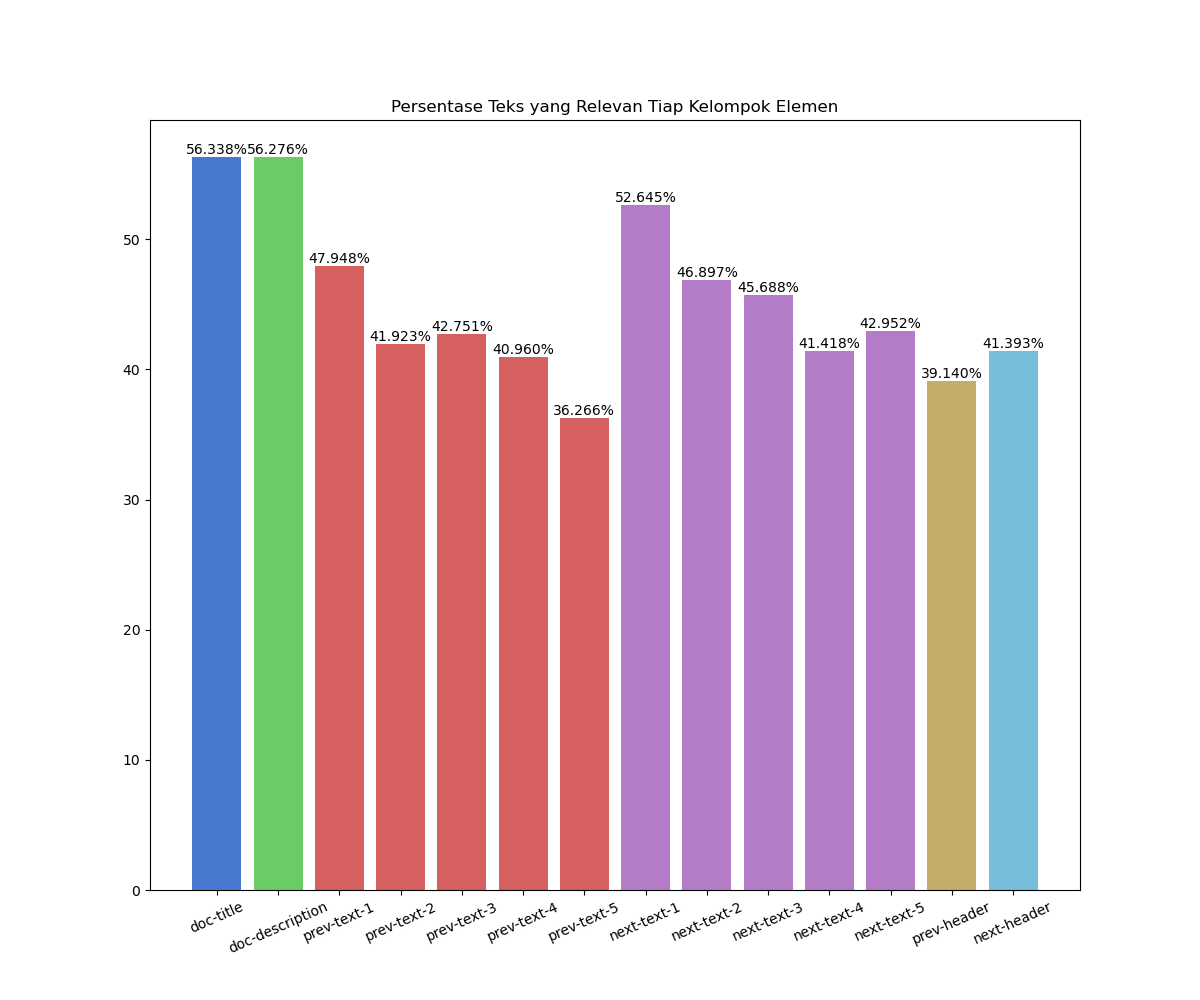 Persentase Teks yang Relevan Tiap Kelompok Elemen
56.338%
56.276%
47.948%
41.923%
42.751%
40.960%
36.266%
52.645%
46.897%
45.688%
41.418%
42.952%
39.140%
41.393%
50
40
30
20
10
0
doc-title
doc-description
prev-text-1
prev-text-2
prev-text-3
prev-text-4
prev-text-5
next-text-1
next-text-2
next-text-3
next-text-4
next-text-5
prev-header
next-header